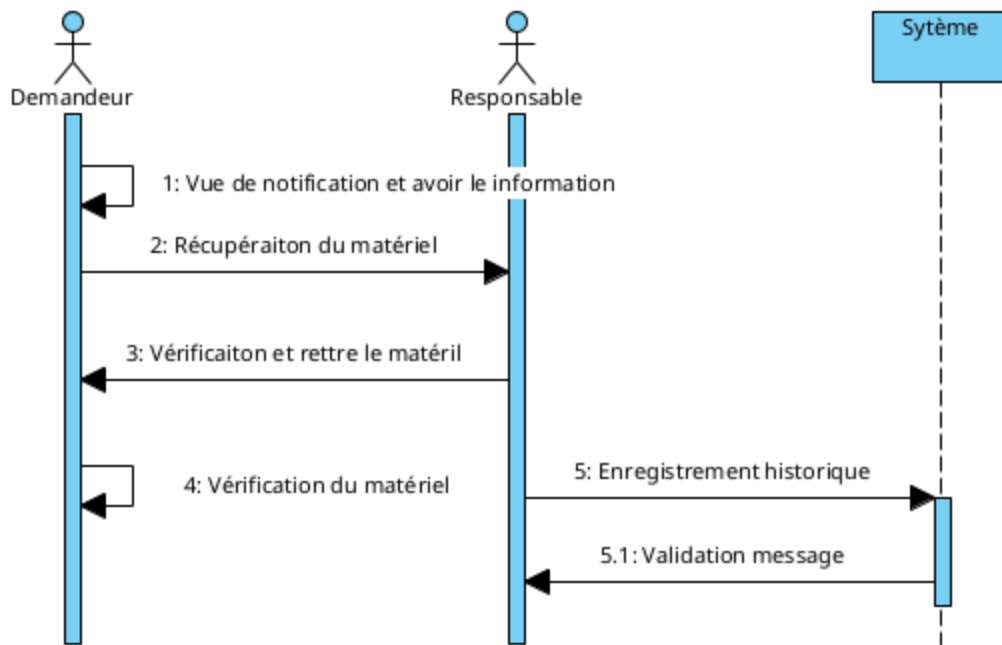 Demandeur
Responsable
Sytème
1: Vue de notification et avoir le information
2: Récupéraiton du matériel
3: Vérificaiton et rettre le matéril
4: Vérification du matériel
5: Enregistrement historique
5.1: Validation message